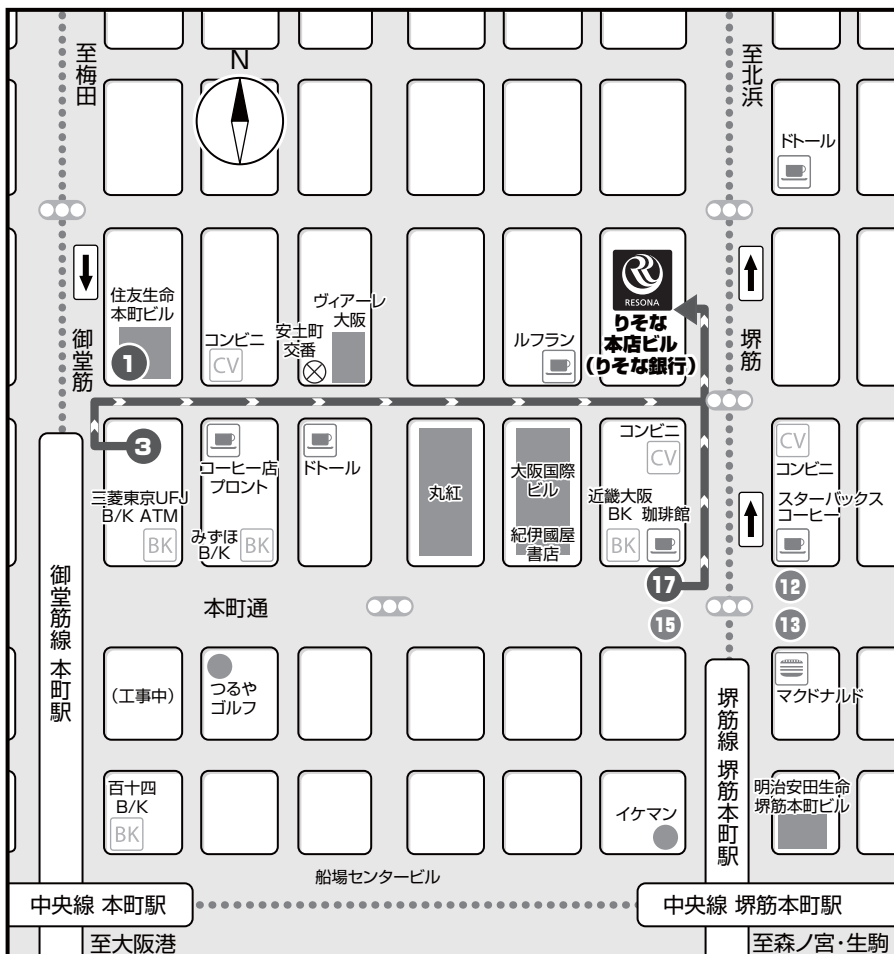 至梅田
N
至北浜
ドトール
住友生命
本町ビル
1
御堂筋
コンビニ
CV
安土町
交番
ヴィアーレ
大阪
ルフラン
RESONA
りそな
本店ビル
(りそな銀行)
堺筋
3
三菱東京UFJ
B/K ATM
BK
コーヒー店
プロント
みずほ
B/K
BK
ドトール
丸紅
大阪国際
ビル
紀伊國屋
書店
コンビニ
CV
近畿大阪
BK
珈琲館
BK
CV
コンビニ
スターバックス
コーヒー
17
15
12
13
本町通
御堂筋線 本町駅
(工事中)
つるや
ゴルフ
堺筋線 堺筋本町駅
マクドナルド
百十四
B/K
BK
イケマン
明治安田生命
堺筋本町ビル
船場センタービル
中央線 本町駅
中央線 堺筋本町駅
至大阪港
至森ノ宮・生駒